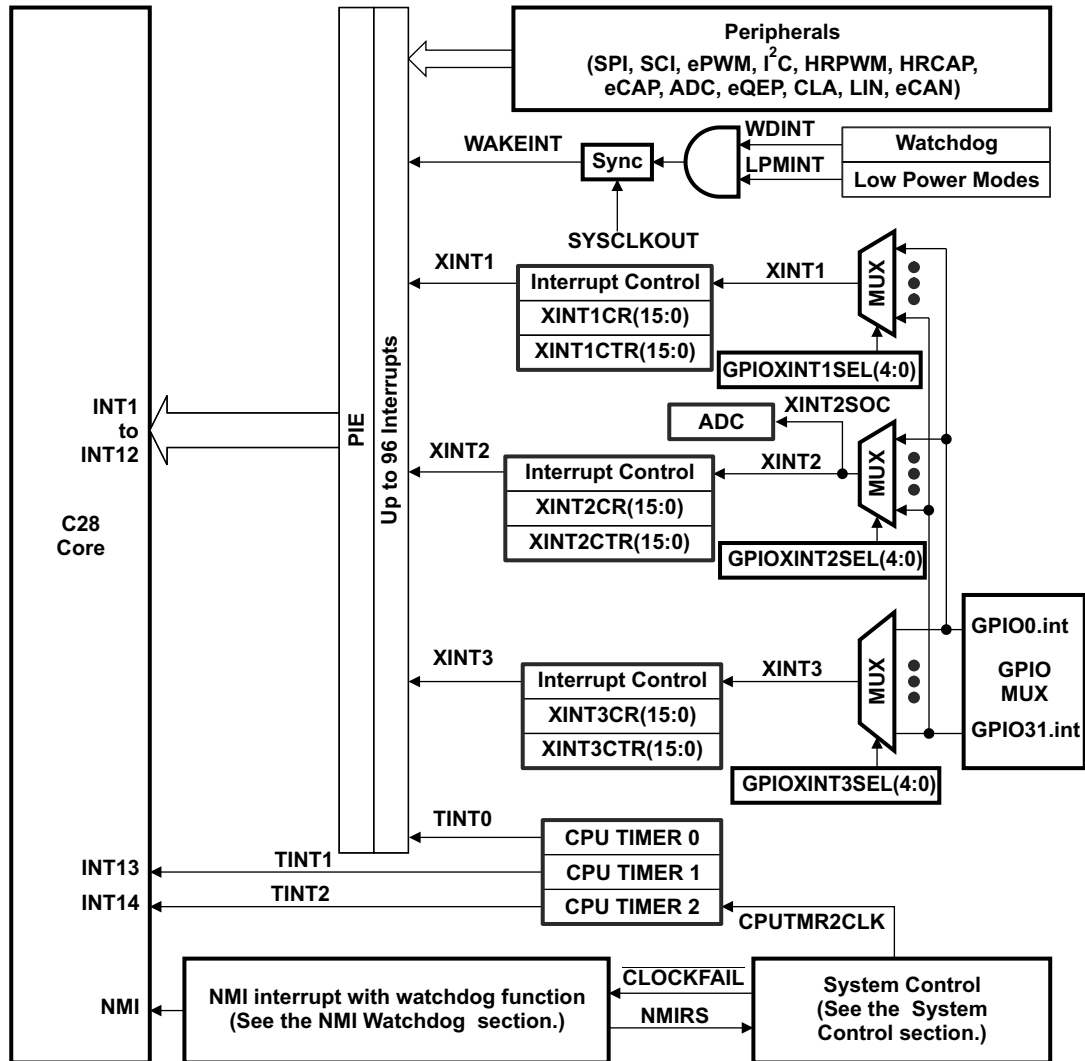 Peripherals
(SPI, SCI, ePWM, I2C, HRPWM, HRCAP,
eCAP, ADC, eQEP, CLA, LIN, eCAN)
WDINT
WAKEINT
Sync
Watchdog
LPMINT
Low Power Modes
SYSCLKOUT
XINT1
Interrupt Control
XINT1
MUX
XINT1CR(15:0)
XINT1CTR(15:0)
GPIOXINT1SEL(4:0)
INT1
to
INT12
PIE
Up to 96 Interrupts
ADC
XINT2SOC
XINT2
Interrupt Control
XINT2
MUX
XINT2CR(15:0)
XINT2CTR(15:0)
GPIOXINT2SEL(4:0)
C28
Core
GPIO0.int
GPIO
MUX
GPIO31.int
XINT3
Interrupt Control
XINT3
MUX
XINT3CR(15:0)
XINT3CTR(15:0)
GPIOXINT3SEL(4:0)
TINT0
CPU TIMER 0
INT13
TINT1
CPU TIMER 1
INT14
TINT2
CPU TIMER 2
CPUTMR2CLK
NMI
NMI interrupt with watchdog function
(See the NMI Watchdog section.)
CLOCKFAIL
NMIRS
System Control
(See the System
Control section.)